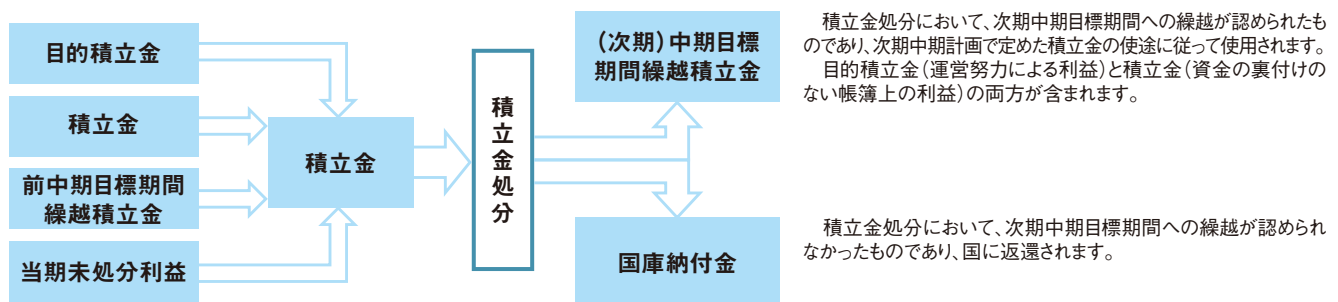 目的積立金
積立金
前中期目標期間
繰越積立金
当期未処分利益
積立金
積立金処分
(次期)中期目標
期間繰越積立金
国庫納付金
積立金処分において、次期中期目標期間への繰越が認められたも
のであり、次期中期計画で定めた積立金の使途に従って使用されます。
目的積立金(運営努力による利益)と積立金(資金の裏付けの
ない帳簿上の利益)の両方が含まれます。
積立金処分において、次期中期目標期間への繰越が認められ
なかったものであり、国に返還されます。